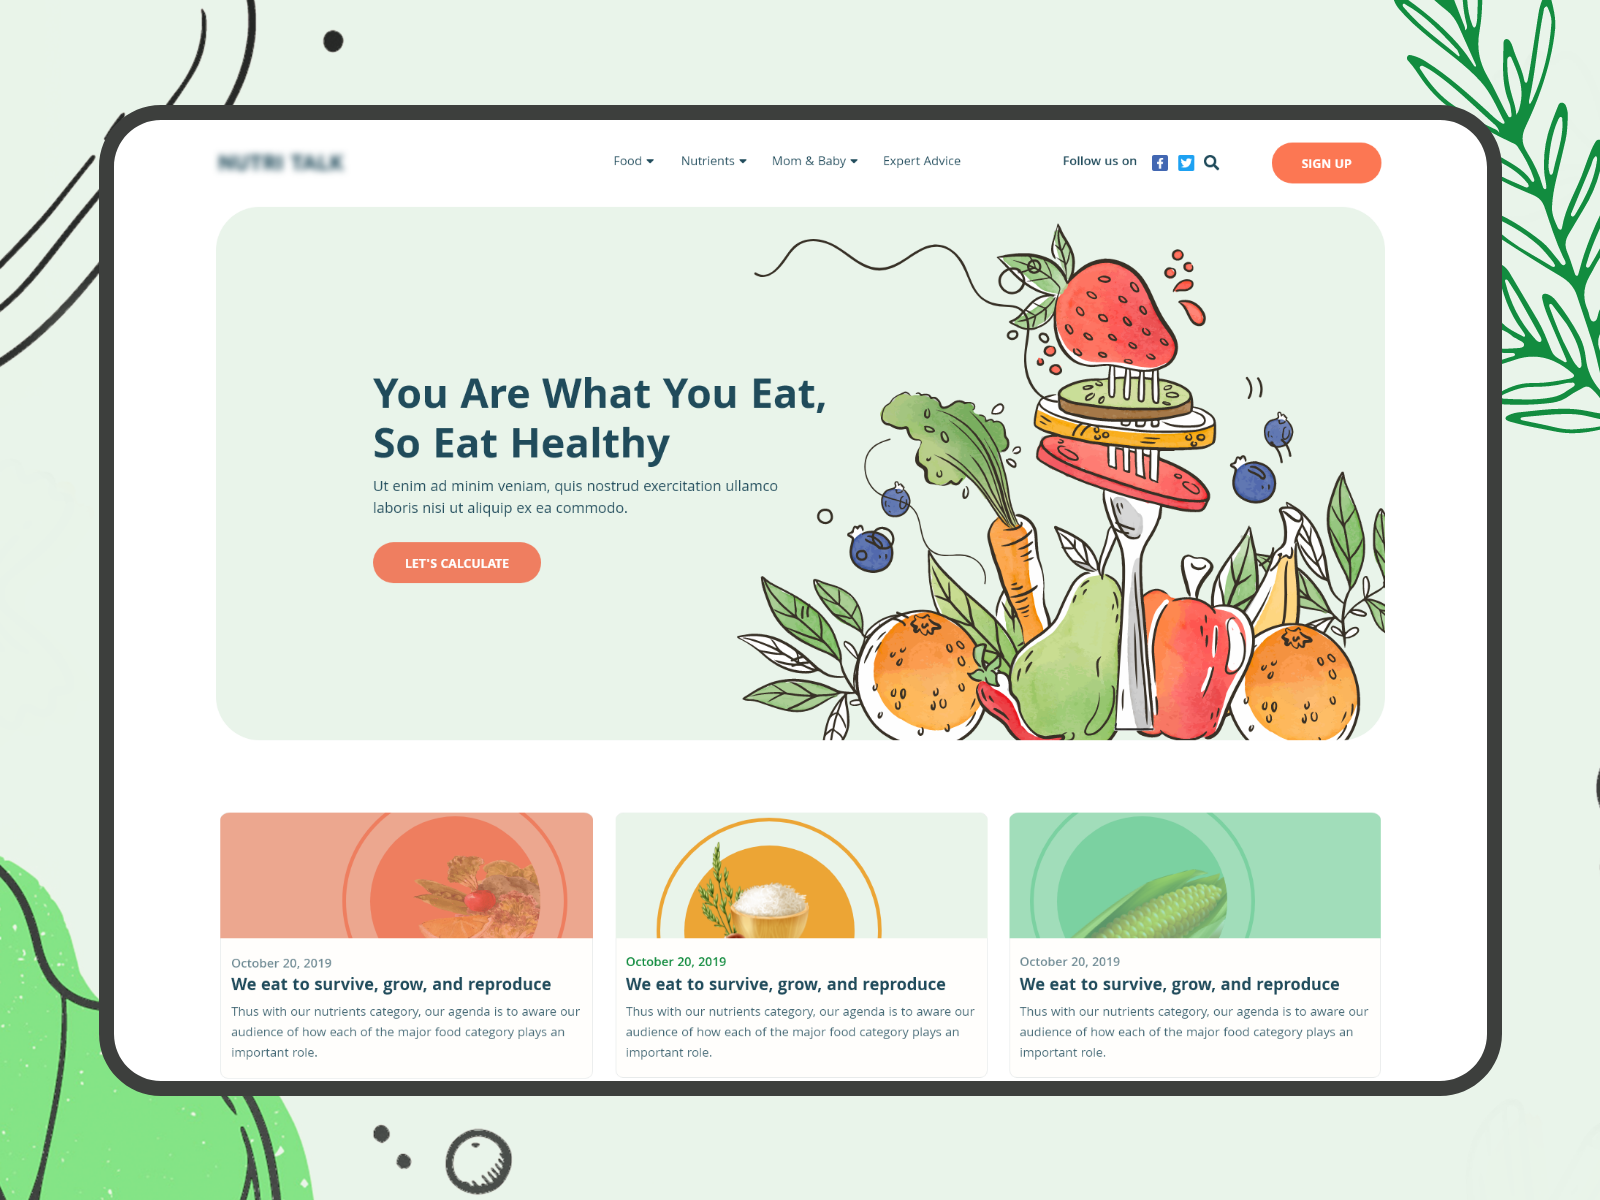 NUTRI TALK
Food Nutrients Mom & Baby Expert Advice Follow us on SIGN UP
You Are What You Eat,
So Eat Healthy
Ut enim ad minim veniam, quis nostrud exercitation ullamco
laboris nisi ut aliquip ex ea commodo.
LET'S CALCULATE
October 20, 2019
We eat to survive, grow, and reproduce
Thus with our nutrients category, our agenda is to aware our
audience of how each of the major food category plays an
important role.
October 20, 2019
We eat to survive, grow, and reproduce
Thus with our nutrients category, our agenda is to aware our
audience of how each of the major food category plays an
important role.
October 20, 2019
We eat to survive, grow, and reproduce
Thus with our nutrients category, our agenda is to aware our
audience of how each of the major food category plays an
important role.